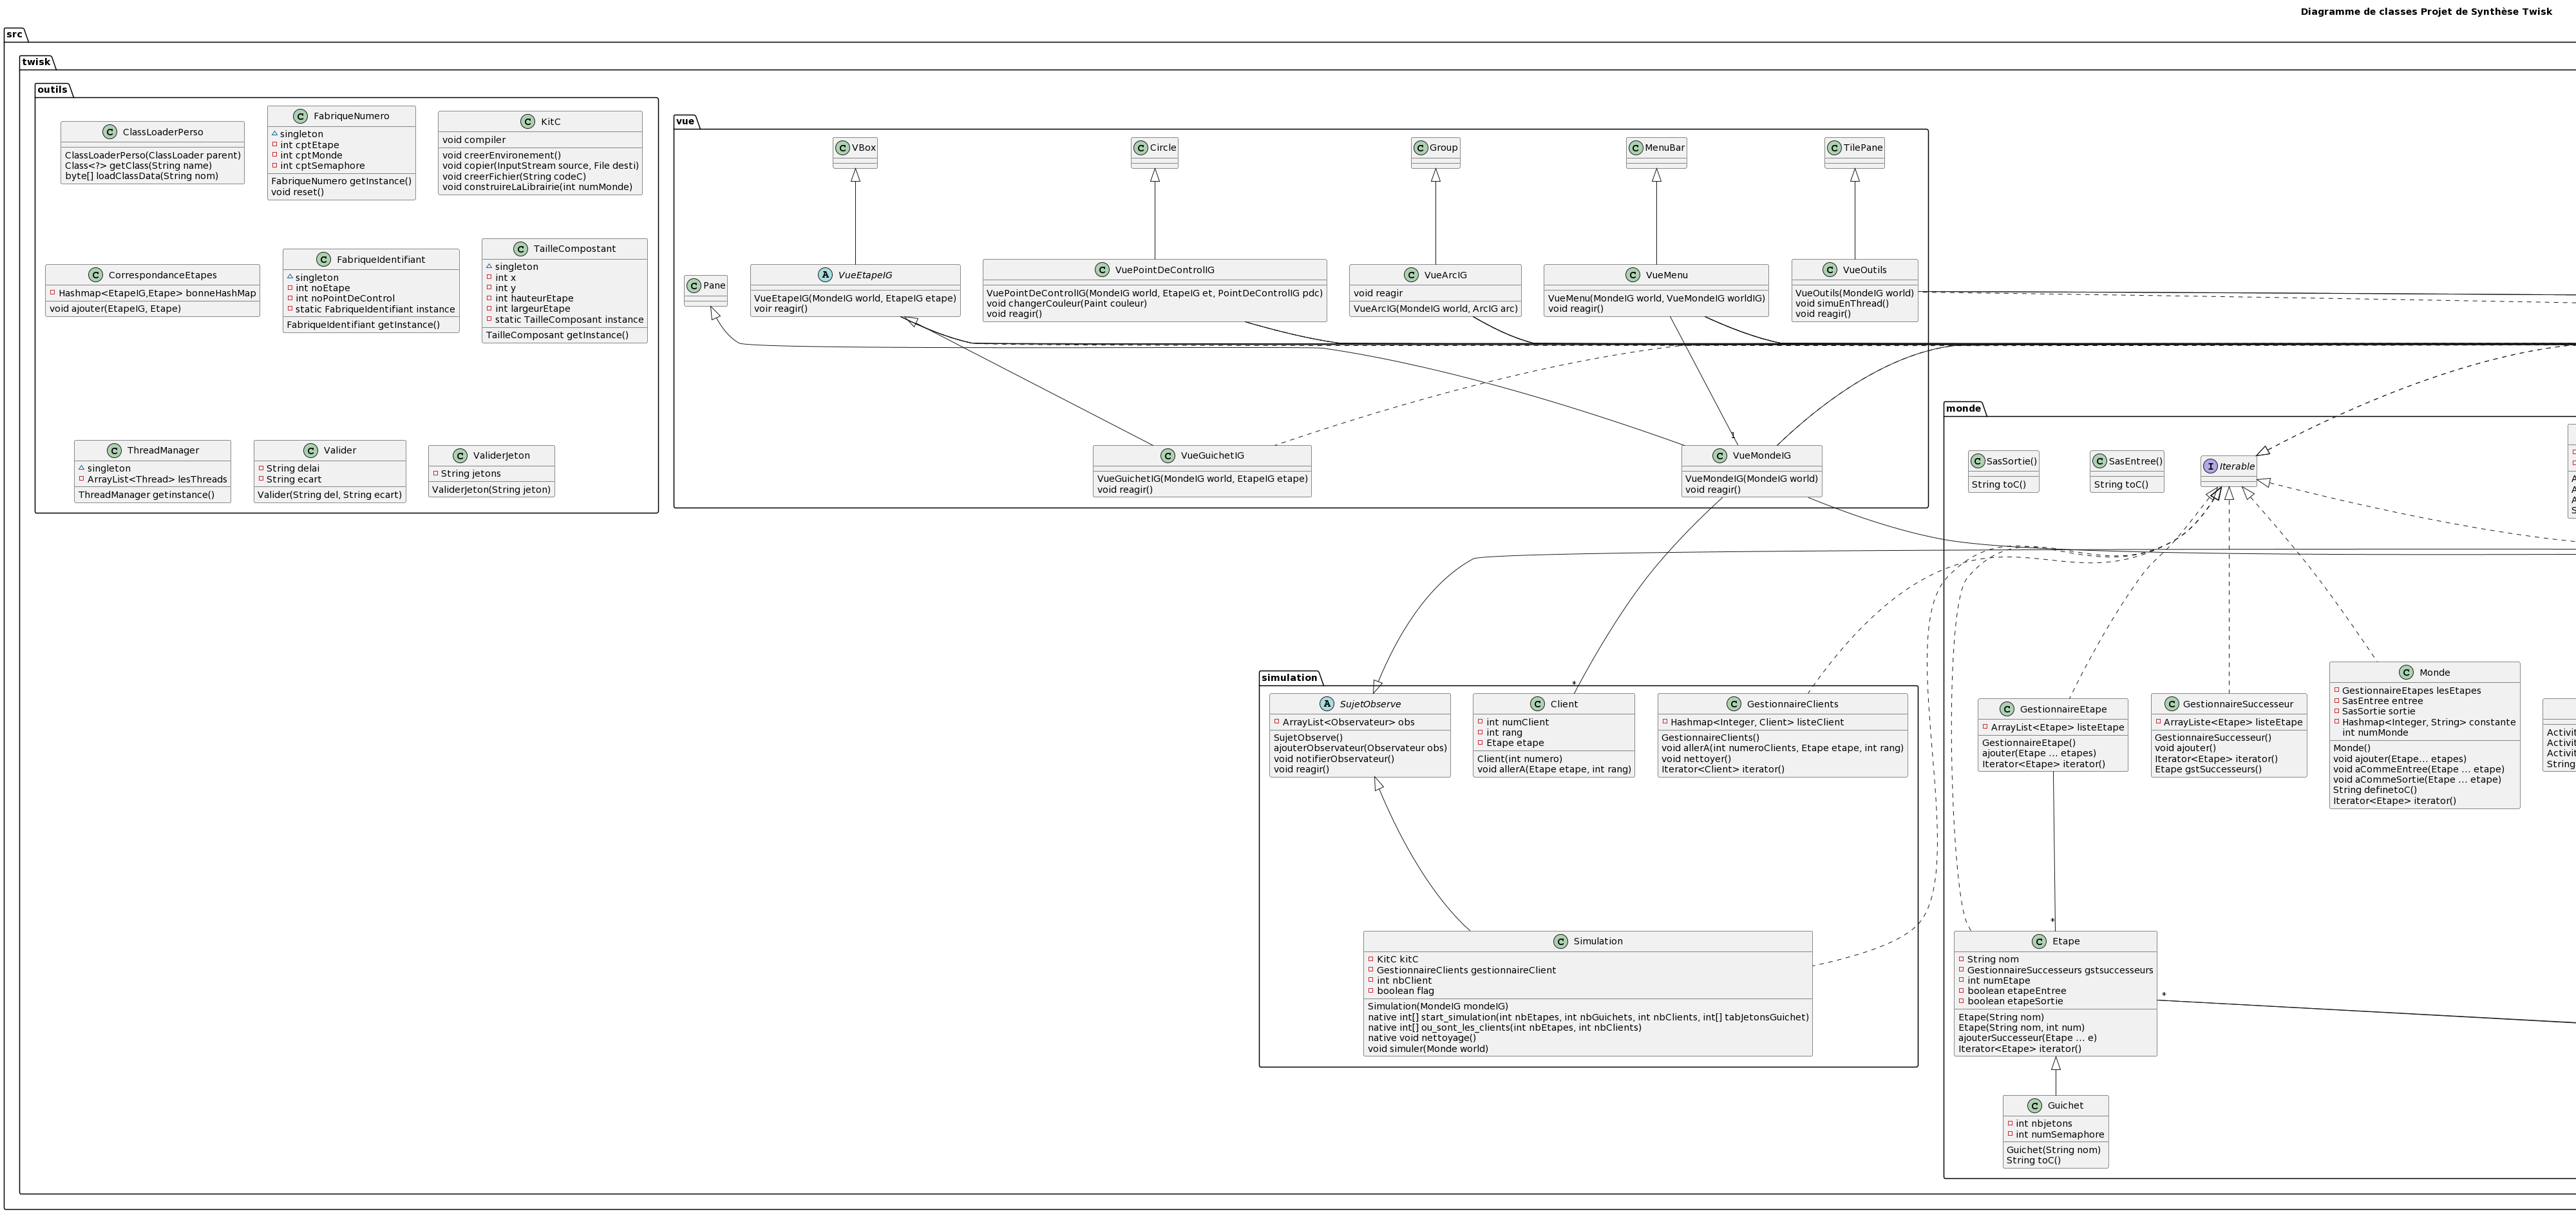 Diagramme de classes Projet de Synthèse Twisk
src
twisk
outils
C ClassLoaderPerso
ClassLoaderPerso(ClassLoader parent)
Class<?> getClass(String name)
byte[] loadClassData(String nom)
C FabriqueNumero
singleton
int cptEtape
int cptMonde
int cptSemaphore
FabriqueNumero getInstance()
void reset()
C KitC
void compiler
void creerEnvironement()
void copier(InputStream source, File desti)
void creerFichier(String codeC)
void construireLaLibrairie(int numMonde)
C CorrespondanceEtapes
Hashmap<EtapeIG,Etape> bonneHashMap
void ajouter(EtapeIG, Etape)
C FabriqueIdentifiant
singleton
int noEtape
int noPointDeControl
static FabriqueIdentifiant instance
FabriqueIdentifiant getInstance()
C TailleCompostant
singleton
int x
int y
int hauteurEtape
int largeurEtape
static TailleComposant instance
TailleComposant getInstance()
C ThreadManager
singleton
ArrayList<Thread> lesThreads
ThreadManager getinstance()
C Valider
String delai
String ecart
Valider(String del, String ecart)
C ValiderJeton
String jetons
ValiderJeton(String jeton)
vue
C VBox
C Circle
C Group
C MenuBar
C TilePane
C Pane
A VueEtapeIG
VueEtapeIG(MondeIG world, EtapeIG etape)
voir reagir()
C VuePointDeControlIG
VuePointDeControlIG(MondeIG world, EtapeIG et, PointDeControlIG pdc)
void changerCouleur(Paint couleur)
void reagir()
C VueArcIG
void reagir
VueArcIG(MondeIG world, ArcIG arc)
C VueMenu
VueMenu(MondeIG world, VueMondeIG worldIG)
void reagir()
C VueOutils
VueOutils(MondeIG world)
void simuEnThread()
void reagir()
1
C VueGuichetIG
VueGuichetIG(MondeIG world, EtapeIG etape)
void reagir()
C VueMondeIG
VueMondeIG(MondeIG world)
void reagir()
monde
C SasSortie()
String toC()
C SasEntree()
String toC()
I Iterable
simulation
*
A SujetObserve
ArrayList<Observateur> obs
SujetObserve()
ajouterObservateur(Observateur obs)
void notifierObservateur()
void reagir()
C Client
int numClient
int rang
Etape etape
Client(int numero)
void allerA(Etape etape, int rang)
C GestionnaireClients
Hashmap<Integer, Client> listeClient
GestionnaireClients()
void allerA(int numeroClients, Etape etape, int rang)
void nettoyer()
Iterator<Client> iterator()
C GestionnaireEtape
ArrayList<Etape> listeEtape
GestionnaireEtape()
ajouter(Etape ... etapes)
Iterator<Etape> iterator()
C GestionnaireSuccesseur
ArrayListe<Etape> listeEtape
GestionnaireSuccesseur()
void ajouter()
Iterator<Etape> iterator()
Etape gstSuccesseurs()
C Monde
GestionnaireEtapes lesEtapes
SasEntree entree
SasSortie sortie
Hashmap<Integer, String> constante
int numMonde
Monde()
void ajouter(Etape... etapes)
void aCommeEntree(Etape ... etape)
void aCommeSortie(Etape ... etape)
String definetoC()
Iterator<Etape> iterator()
Activit
Activit
Activit
String
C Simulation
KitC kitC
GestionnaireClients gestionnaireClient
int nbClient
boolean flag
Simulation(MondeIG mondeIG)
native int[] start_simulation(int nbEtapes, int nbGuichets, int nbClients, int[] tabJetonsGuichet)
native int[] ou_sont_les_clients(int nbEtapes, int nbClients)
native void nettoyage()
void simuler(Monde world)
*
C Etape
String nom
GestionnaireSuccesseurs gstsuccesseurs
int numEtape
boolean etapeEntree
boolean etapeSortie
Etape(String nom)
Etape(String nom, int num)
ajouterSuccesseur(Etape ... e)
Iterator<Etape> iterator()
*
C Guichet
int nbjetons
int numSemaphore
Guichet(String nom)
String toC()